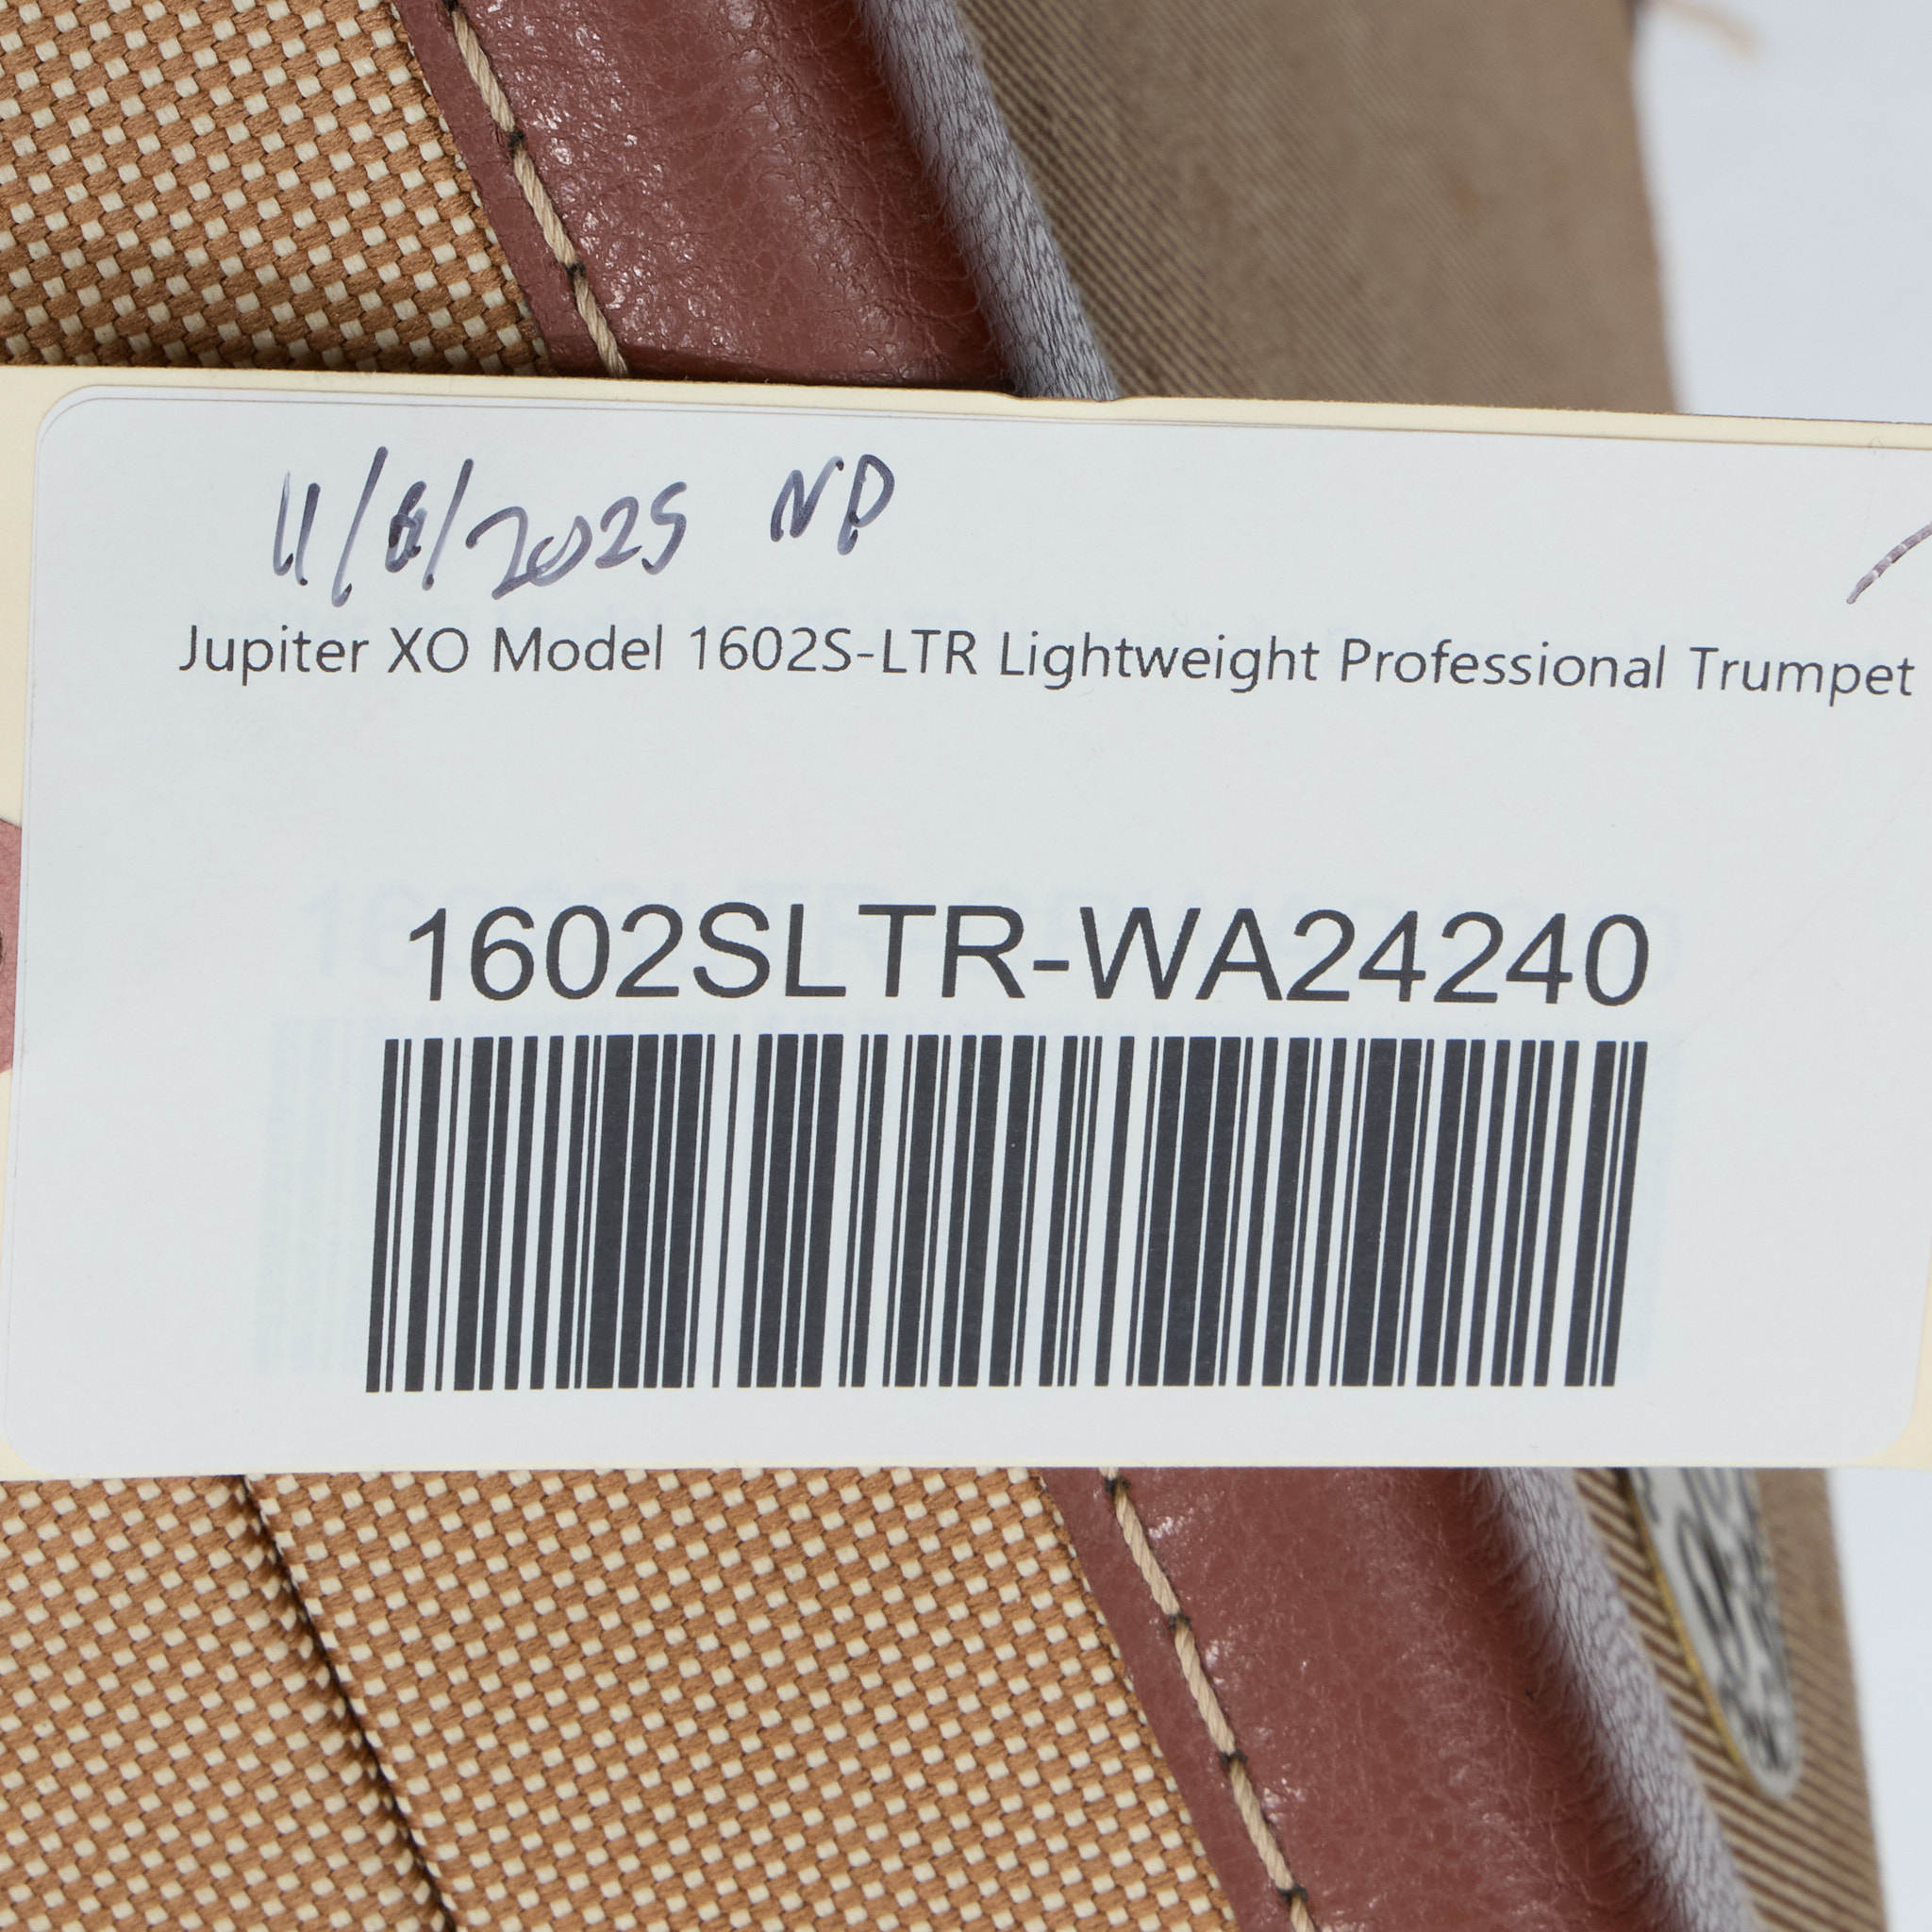 11/6/2025 NP
Jupiter XO Model 1602S-LTR Lightweight Professional Trumpet
1602SLTR-WA24240